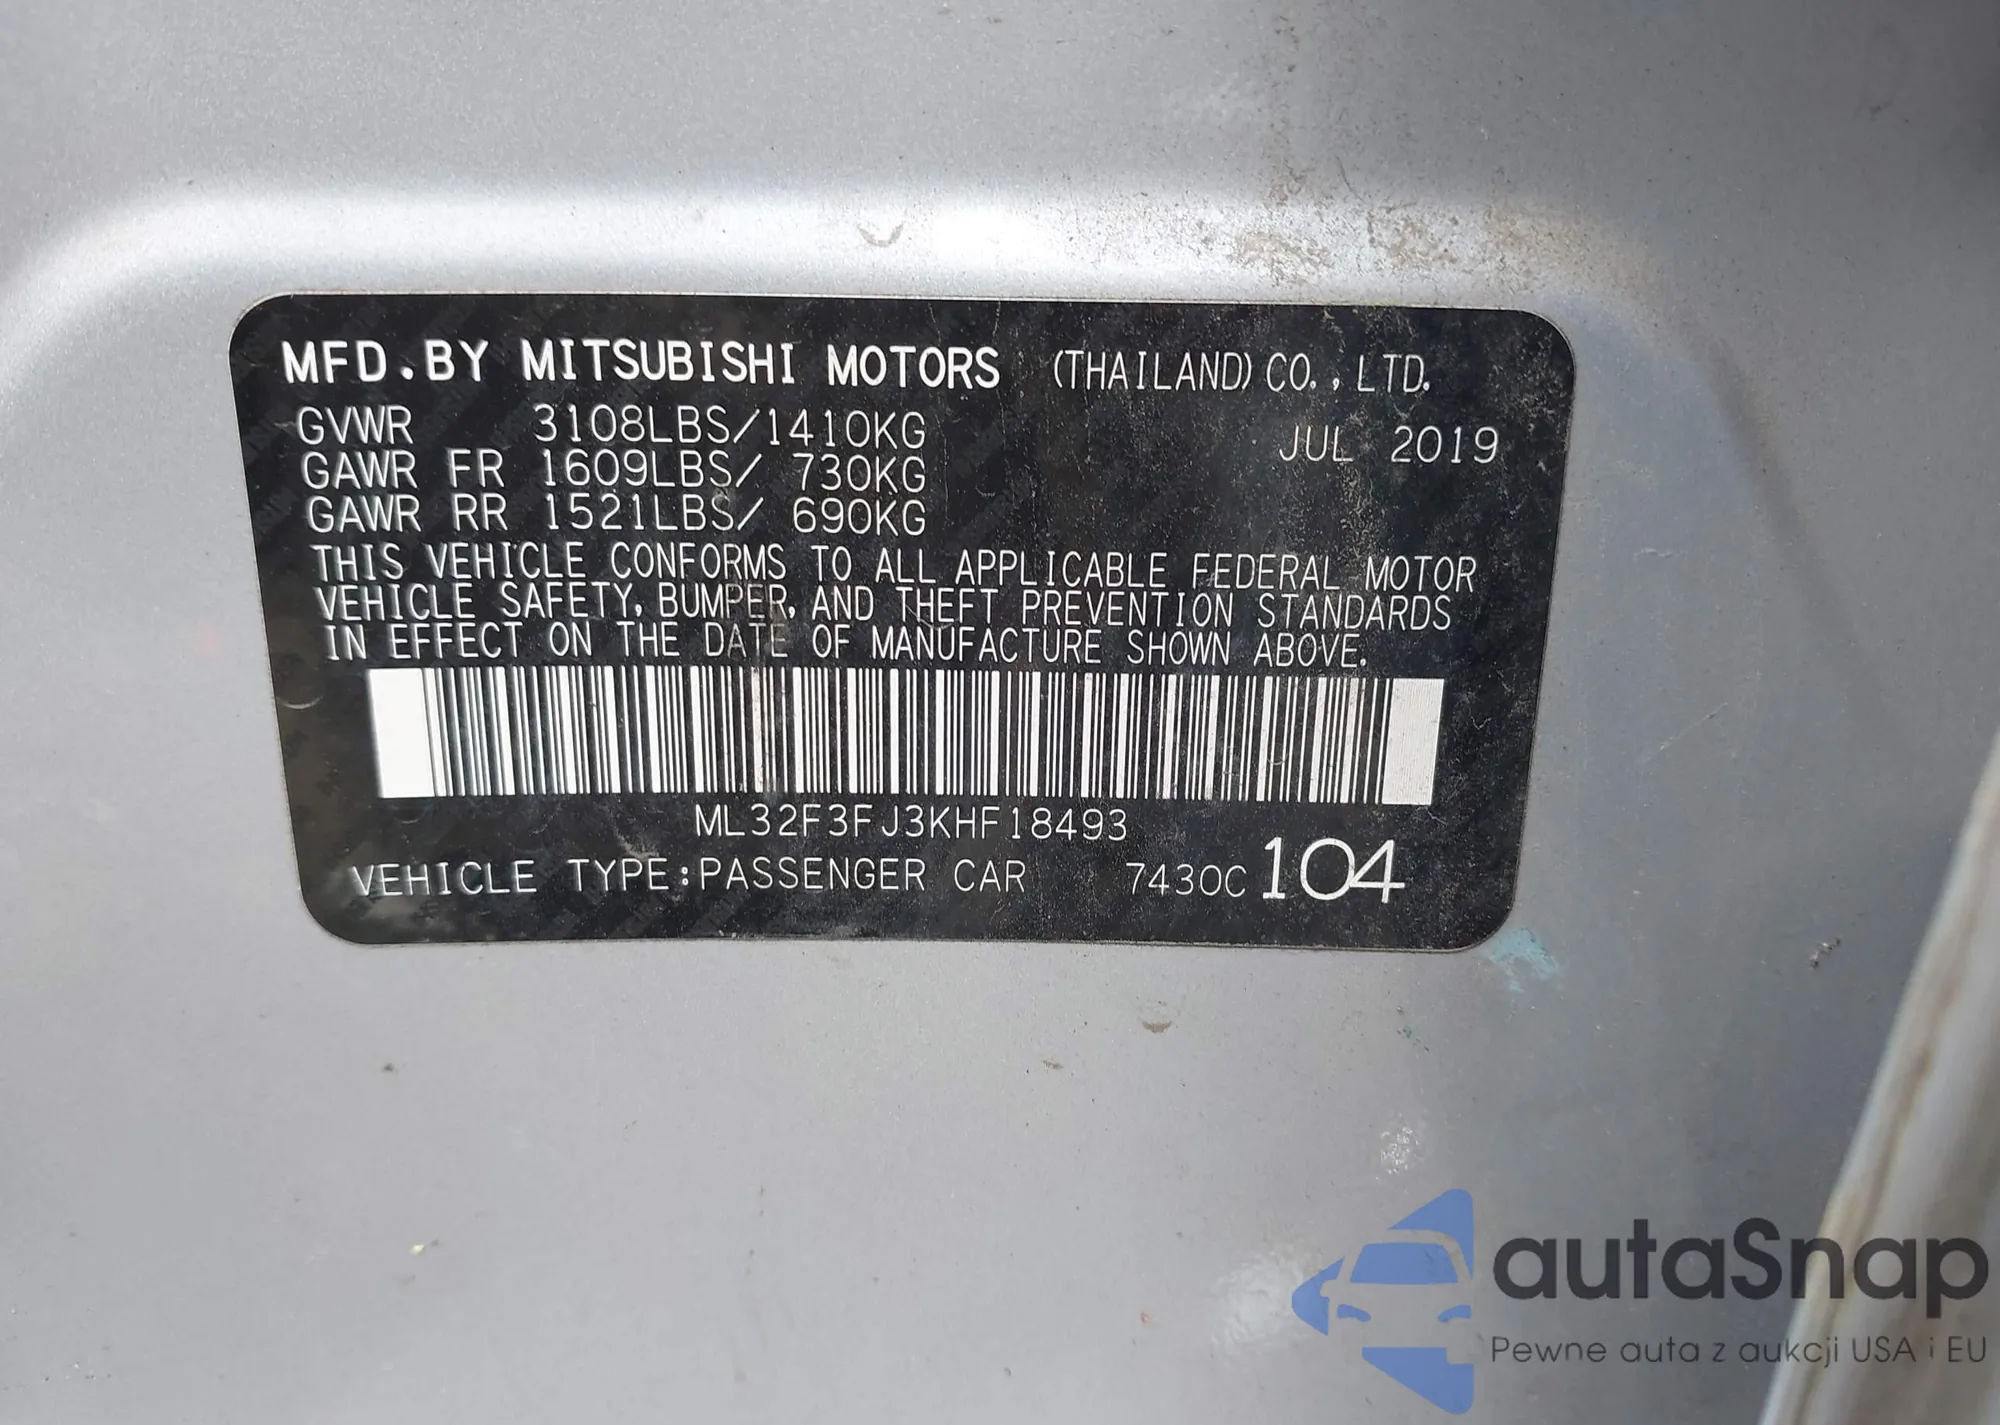 MFD.BY MITSUBISHI MOTORS (THAILAND) CO.,LTD.
GVWR 3108LBS/1410KG JUL 2019
GAWR FR 1609LBS/ 730KG
GAWR RR 1521LBS/ 690KG
THIS VEHICLE CONFORMS TO ALL APPLICABLE FEDERAL MOTOR
VEHICLE SAFETY, BUMPER, AND THEFT PREVENTION STANDARDS
IN EFFECT ON THE DATE OF MANUFACTURE SHOWN ABOVE.
ML32F3FJ3KHF18493
VEHICLE TYPE:PASSENGER CAR 7430C 104
autaSnap
Pewne auta z aukcji USA i EU